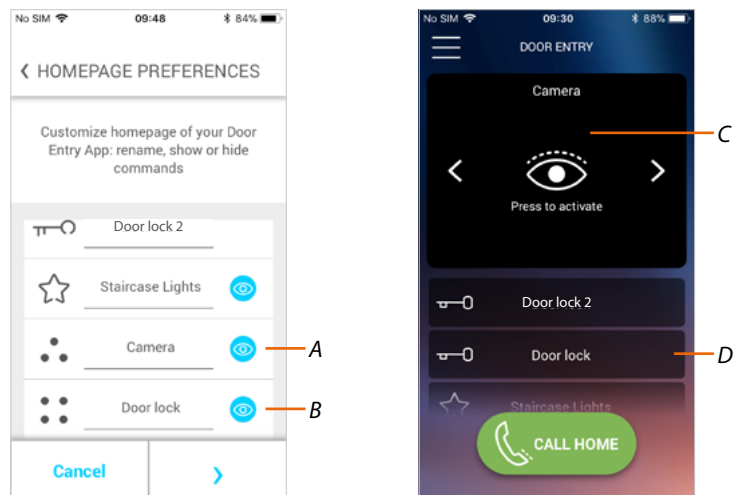 No SIM 09:48 84%
HOMEPAGE PREFERENCES
Customize homepage of your Door
Entry App: rename, show or hide
commands
Door lock 2
Staircase Lights
Camera
A
Door lock
B
Cancel
No SIM 09:30 88%
DOOR ENTRY
Camera
C
Press to activate
Door lock 2
Door lock
D
Staircase Lights
CALL HOME